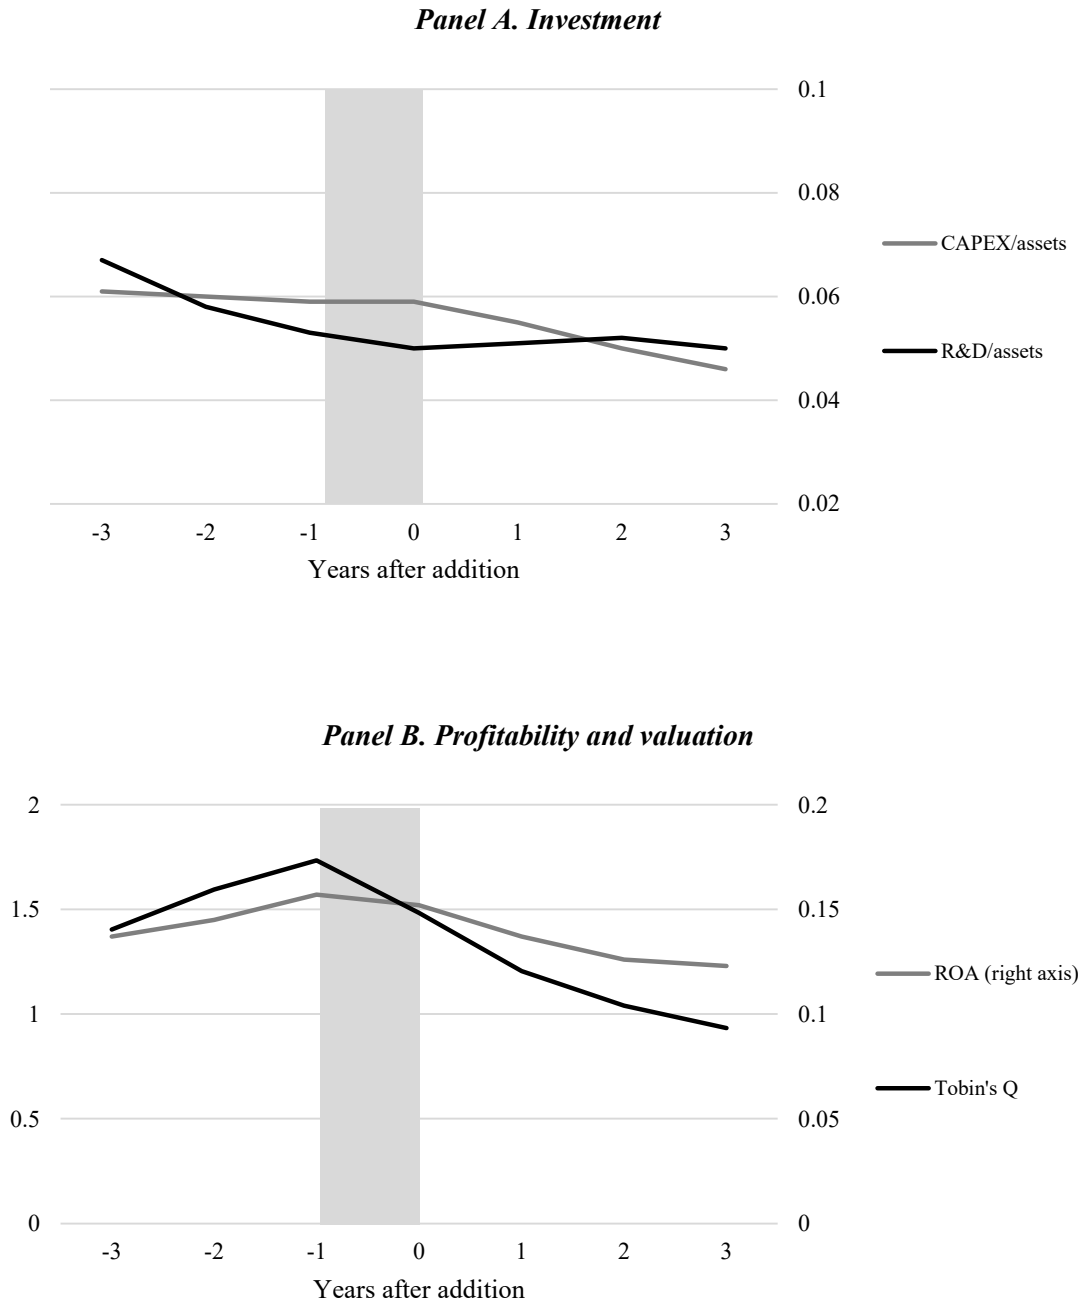 Panel A. Investment
0.1
0.08
0.06
0.04
0.02
CAPEX/assets
R&D/assets
-3 -2 -1 0 1 2 3
Years after addition
Panel B. Profitability and valuation
2
1.5
1
0.5
0
0.2
0.15
0.1
0.05
0
ROA (right axis)
Tobin's Q
-3 -2 -1 0 1 2 3
Years after addition